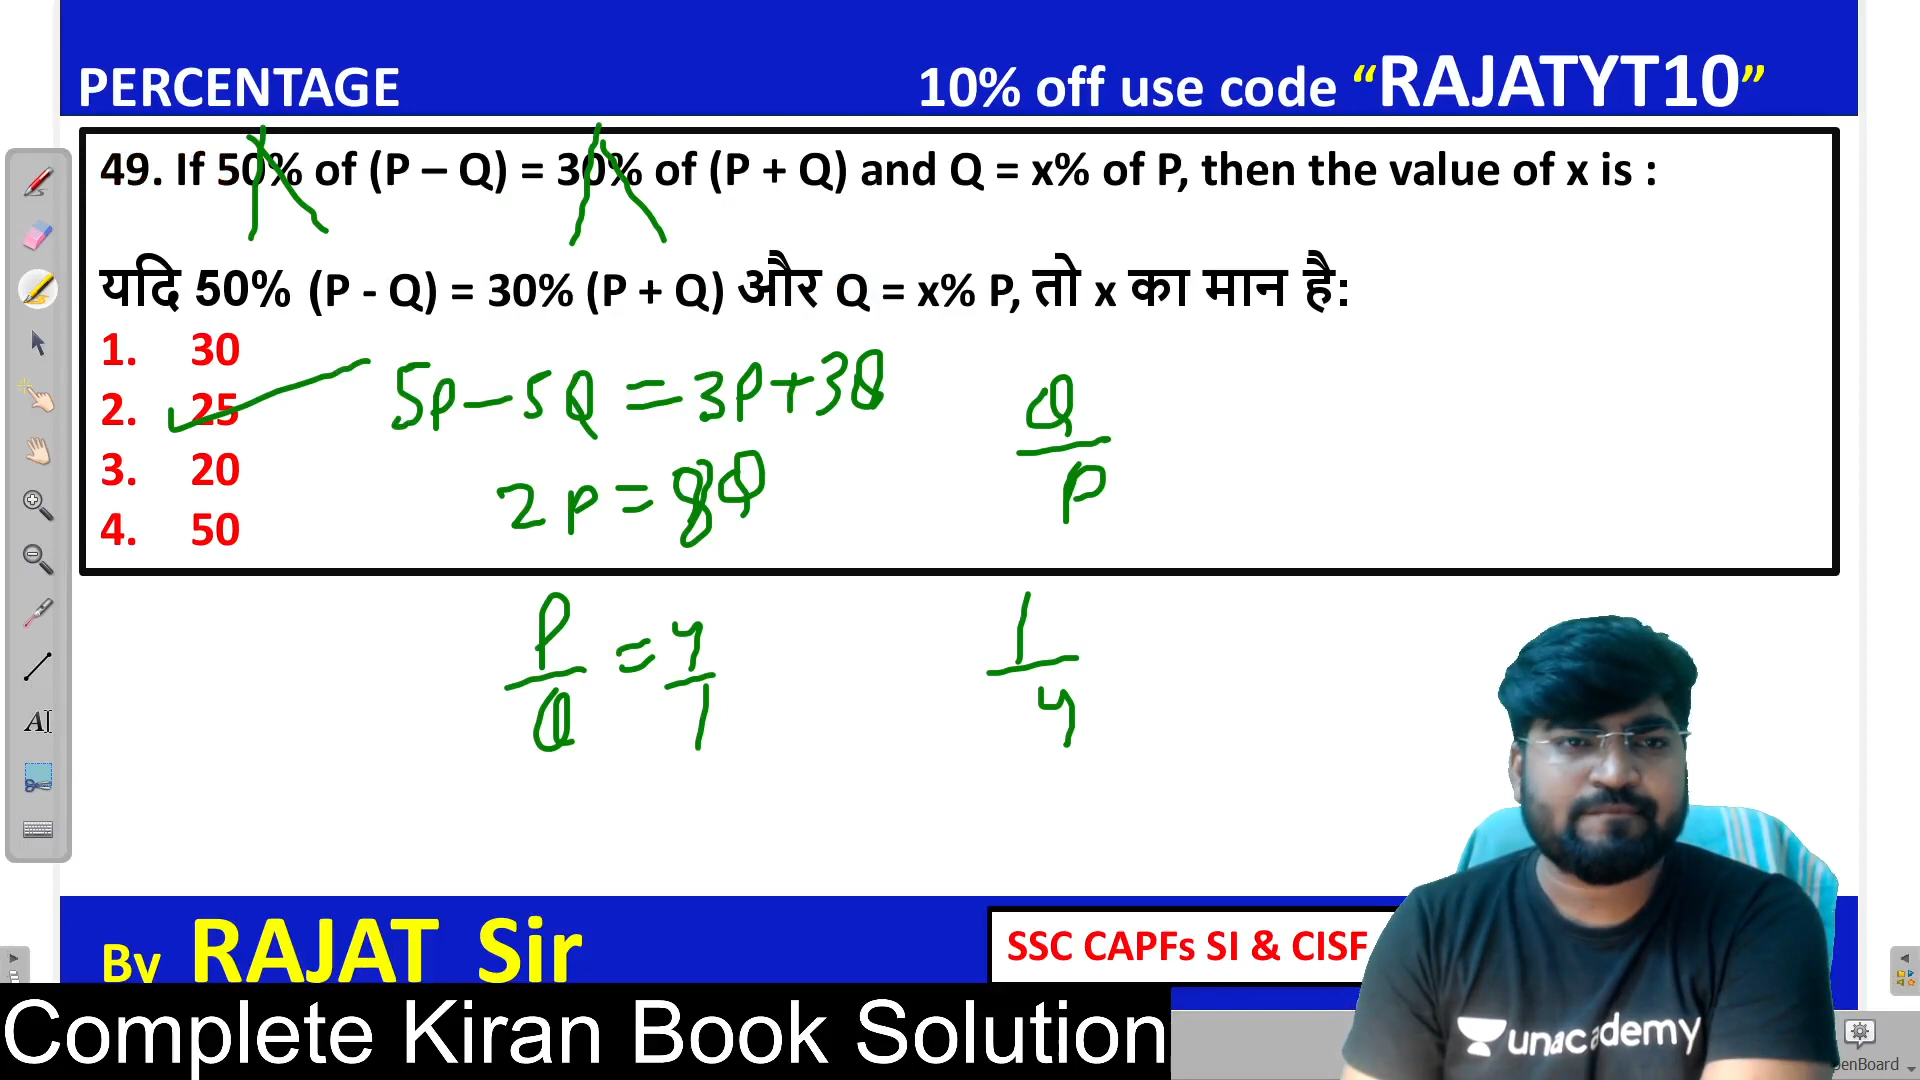 PERCENTAGE 10% off use code “RAJATYT10”
49. If 50% of (P – Q) = 30% of (P + Q) and Q = x% of P, then the value of x is :
यदि 50% (P - Q) = 30% (P + Q) और Q = x% P, तो x का मान है:
1. 30
2. 25
3. 20
4. 50
5P - 5Q = 3P + 3Q
2P = 8Q
Q
P
P/Q = 4/1
1/4
By RAJAT Sir
SSC CAPFs SI & CISF
Complete Kiran Book Solution
unacademy
enBoard